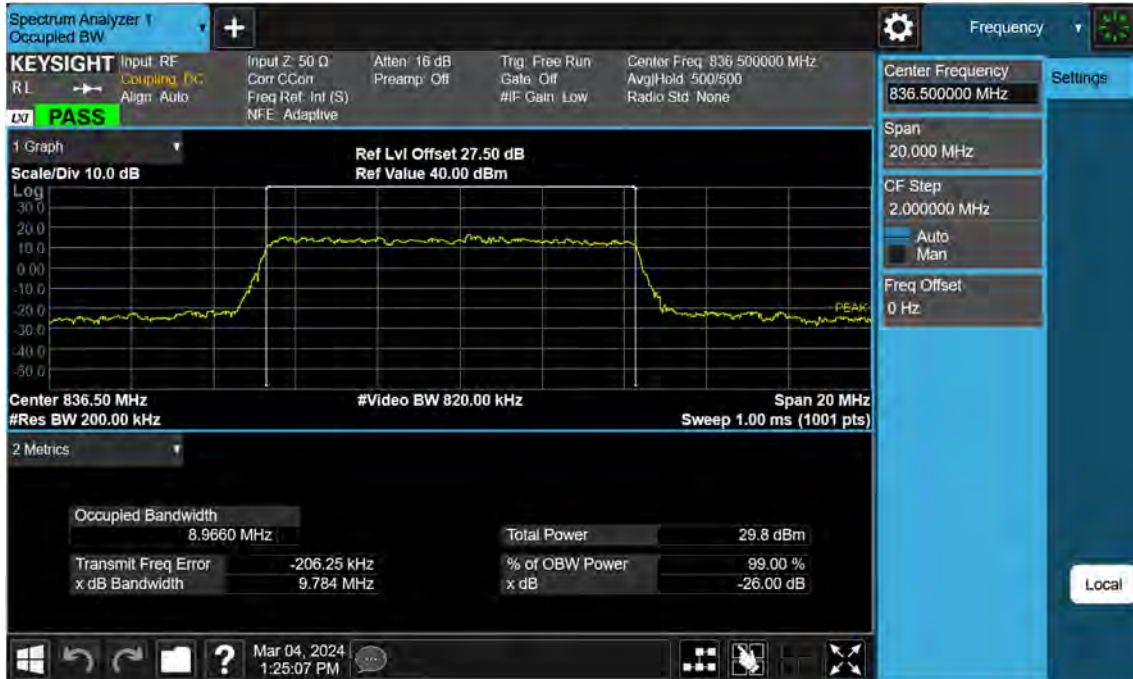 Spectrum Analyzer 1
Occupied BW
+
Frequency
KEYSIGHT Input: RF Input Z: 50 Ω Atten: 16 dB Trig: Free Run Center Freq: 836.500000 MHz
RL Coupling: DC Corr CCorr Preamp: Off Gate: Off Avg|Hold: 500/500
Align: Auto Freq Ref: Int (S) #IF Gain: Low Radio Std: None
LXI PASS NFE: Adaptive
Center Frequency
836.500000 MHz
Settings
Span
20.000 MHz
CF Step
2.000000 MHz
Auto
Man
Freq Offset
0 Hz
1 Graph
Ref Lvl Offset 27.50 dB
Scale/Div 10.0 dB Ref Value 40.00 dBm
Log
30.0
20.0
10.0
0.00
-10.0
-20.0
PEAK
-30.0
-40.0
-50.0
Center 836.50 MHz #Video BW 820.00 kHz Span 20 MHz
#Res BW 200.00 kHz Sweep 1.00 ms (1001 pts)
2 Metrics
Occupied Bandwidth
8.9660 MHz Total Power 29.8 dBm
Transmit Freq Error -206.25 kHz % of OBW Power 99.00 %
x dB Bandwidth 9.784 MHz x dB -26.00 dB
Local
? Mar 04, 2024
1:25:07 PM